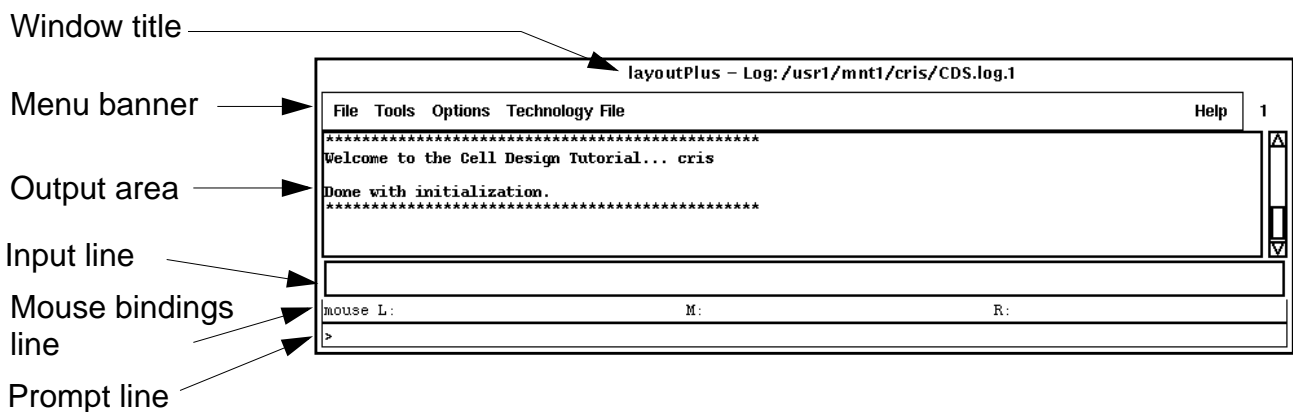 Window title
layoutPlus – Log: /usr1/mnt1/cris/CDS.log.1
Menu banner
File Tools Options Technology File Help 1
***********************************************
Welcome to the Cell Design Tutorial... cris
Output area
Done with initialization.
***********************************************
Input line
Mouse bindings
line
mouse L: M: R:
>
Prompt line